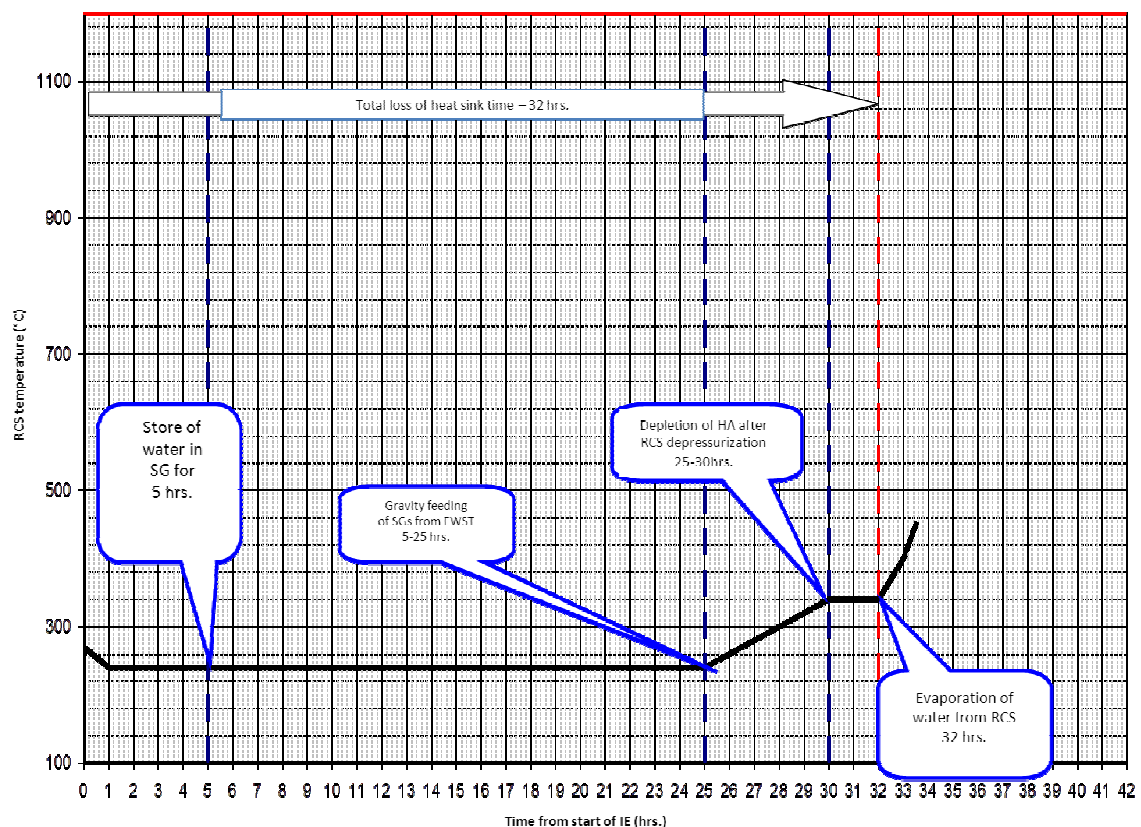 1100
900
700
500
300
100
RCS temperature (°C)
Total loss of heat sink time – 32 hrs.
Store of
water in
SG for
5 hrs.
Gravity feeding
of SGs from FWST
5-25 hrs.
Depletion of HA after
RCS depressurization
25-30hrs.
Evaporation of
water from RCS
32 hrs.
0 1 2 3 4 5 6 7 8 9 10 11 12 13 14 15 16 17 18 19 20 21 22 23 24 25 26 27 28 29 30 31 32 33 34 35 36 37 38 39 40 41 42
Time from start of IE (hrs.)